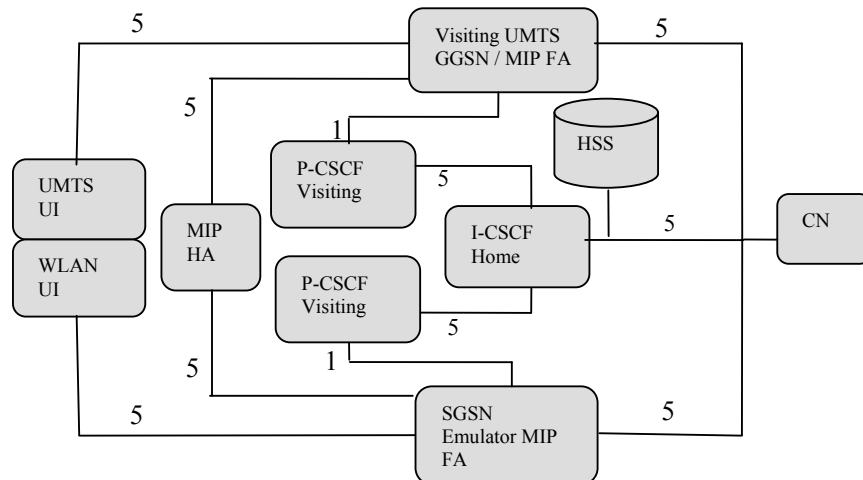 5
Visiting UMTS
GGSN / MIP FA
5
5
1
HSS
P-CSCF
Visiting
5
UMTS
UI
MIP
HA
I-CSCF
Home
5
CN
WLAN
UI
P-CSCF
Visiting
5
1
5
5
SGSN
Emulator MIP
FA
5